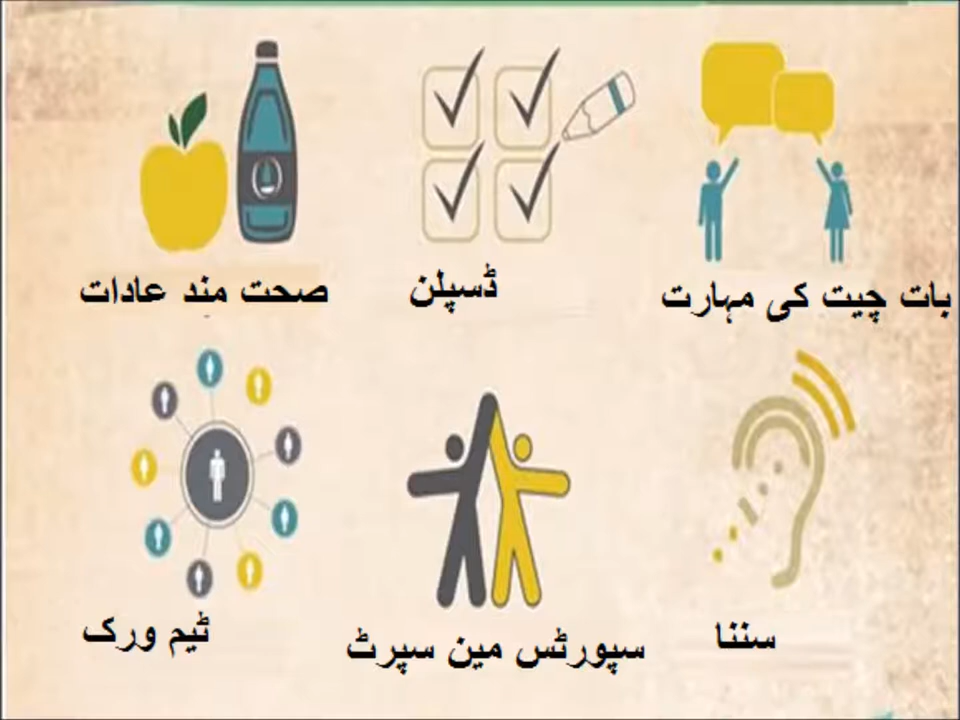 بات چیت کی مہارت
ڈسپلن
صحت مند عادات
سننا
سپورٹس مین سپرٹ
ٹیم ورک